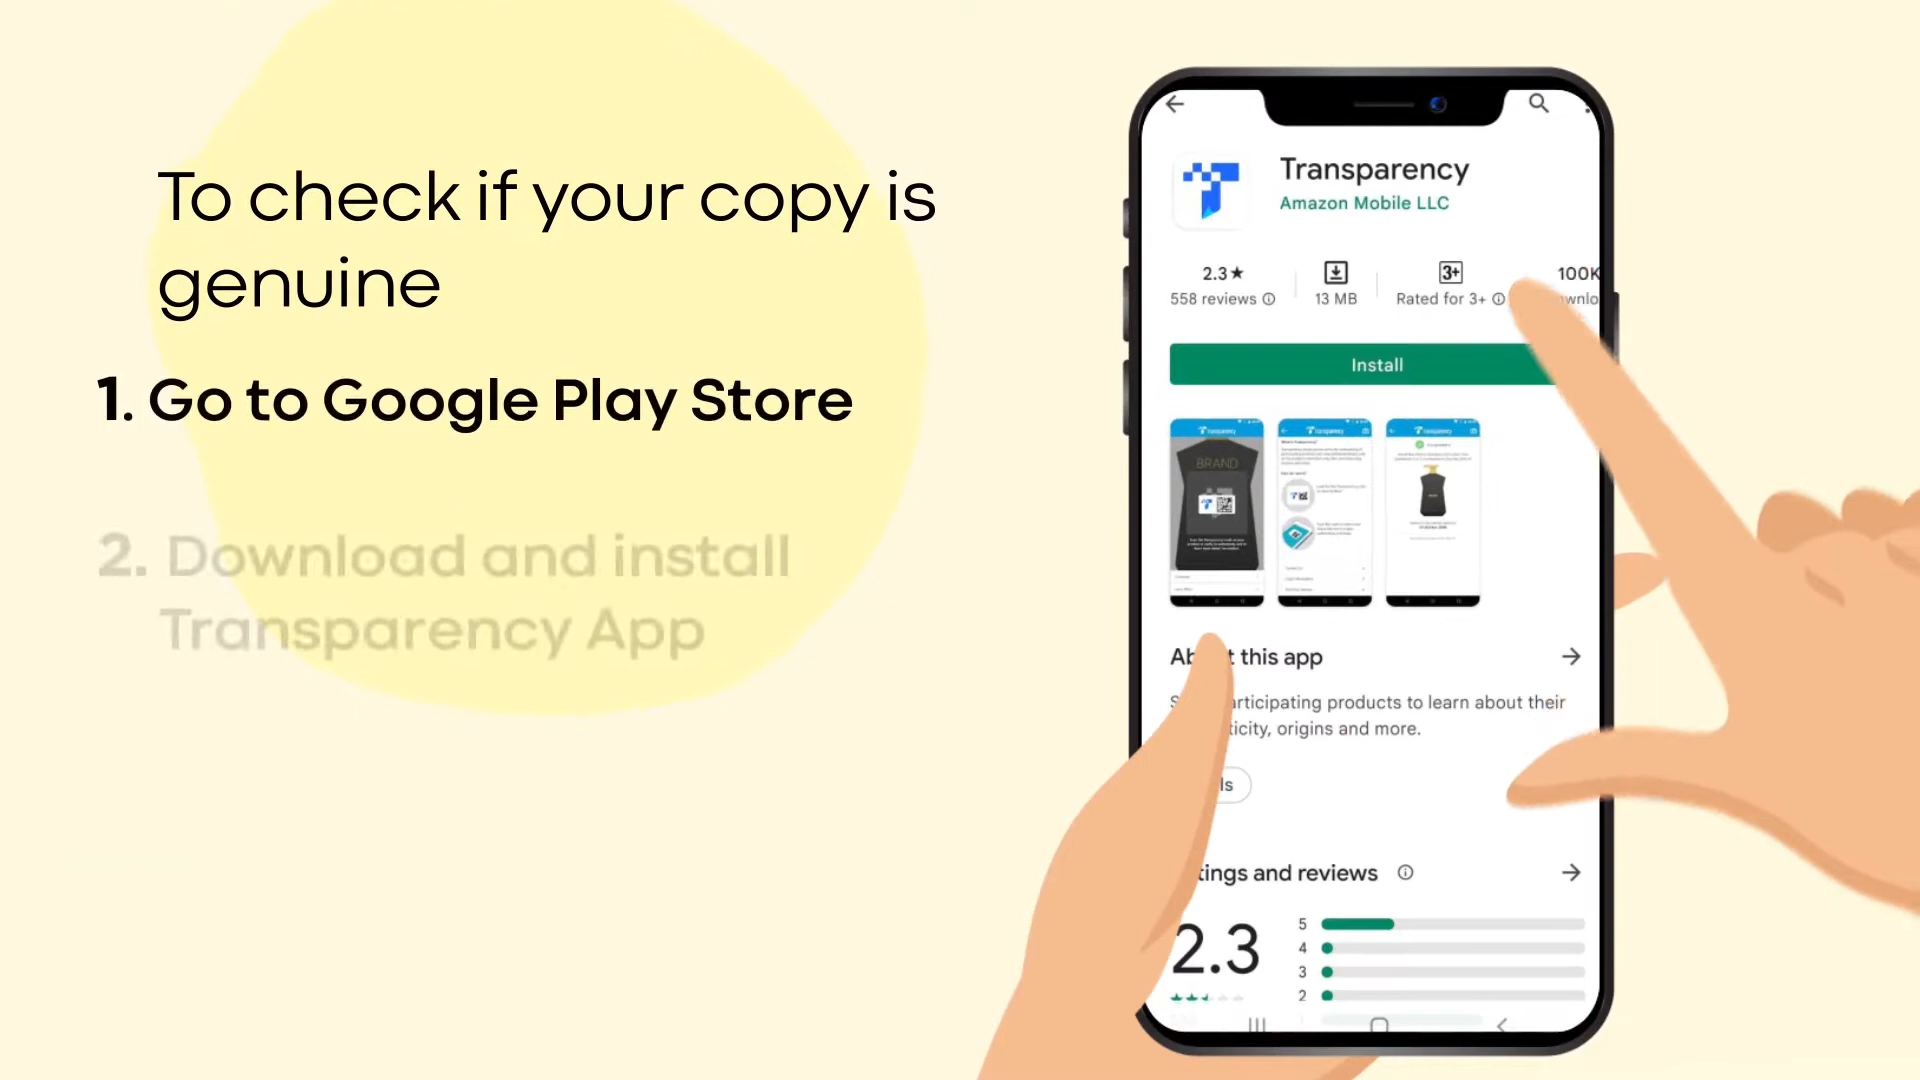 To check if your copy is
genuine
1. Go to Google Play Store
2. Download and install
Transparency App
Transparency
Amazon Mobile LLC
2.3★
558 reviews
13 MB
3+
Rated for 3+
100K
Install
BRAND
this app
articipating products to learn about their
ticity, origins and more.
ls
tings and reviews
2.3
5
4
3
2